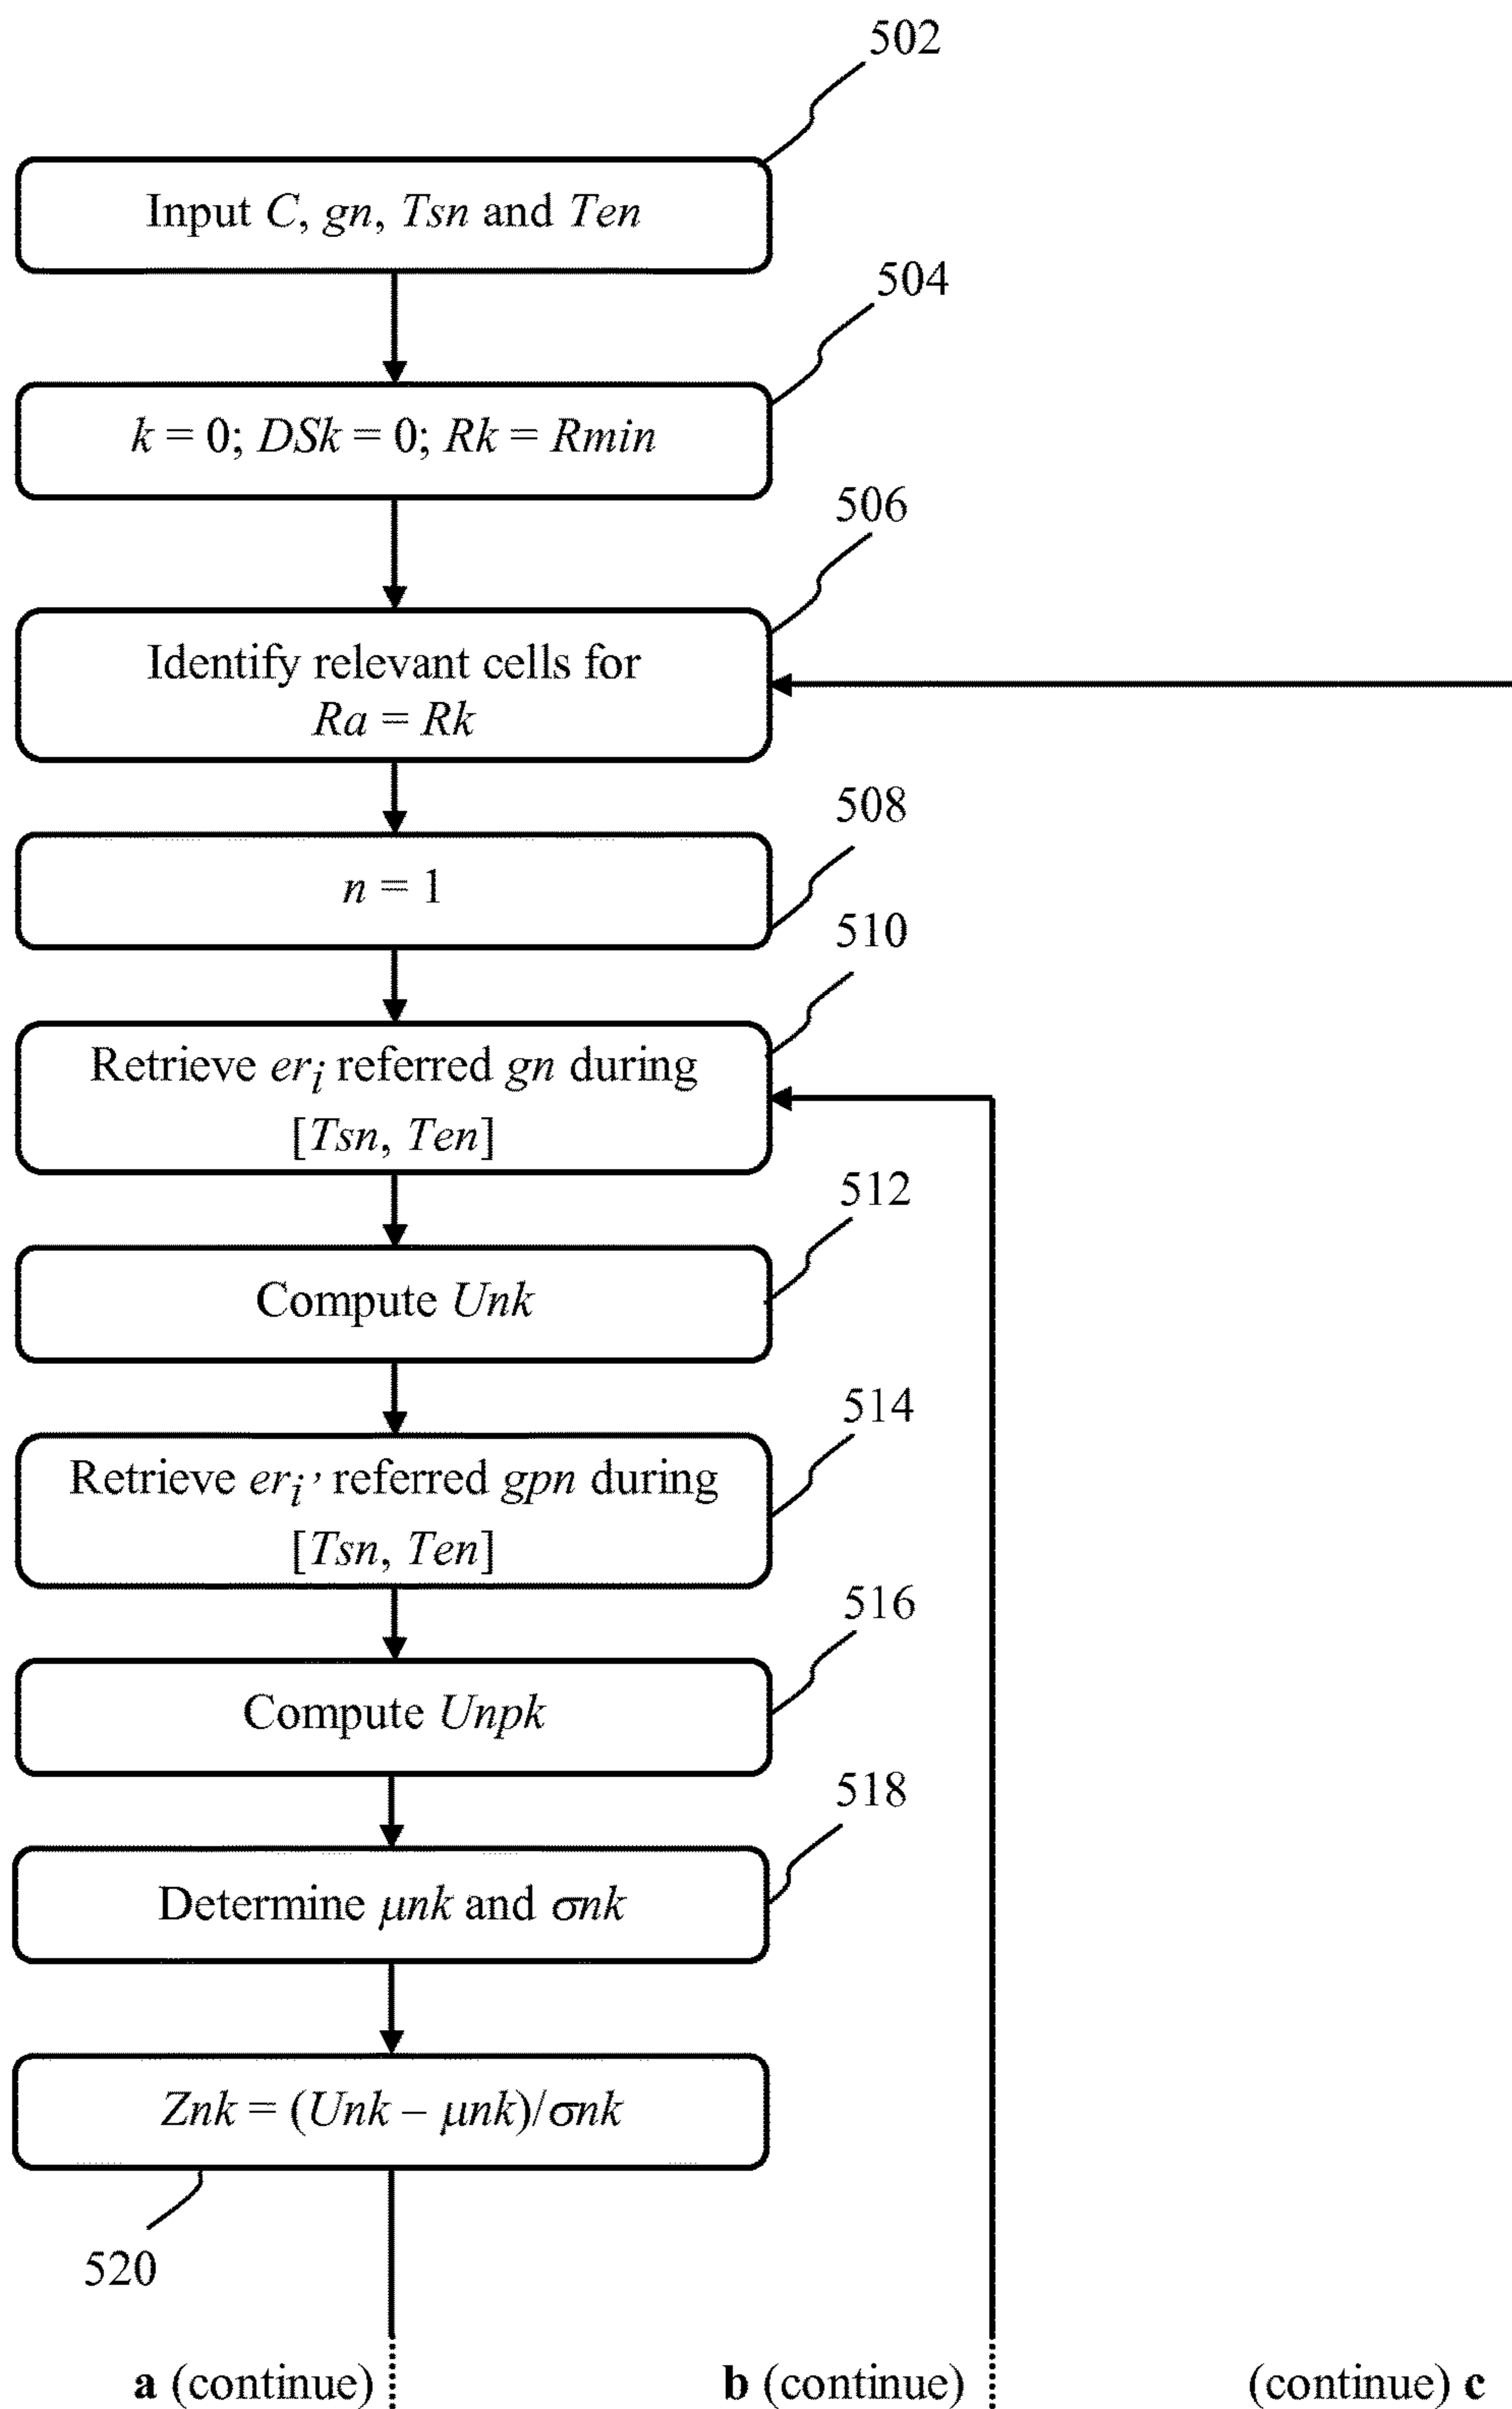 502
Input C, gn, Tsn and Ten
504
k = 0; DSk = 0; Rk = Rmin
506
Identify relevant cells for
Ra = Rk
508
n = 1
510
Retrieve eri referred gn during
[Tsn, Ten]
512
Compute Unk
514
Retrieve eri’ referred gpn during
[Tsn, Ten]
516
Compute Unpk
518
Determine μnk and σnk
Znk = (Unk – μnk)/σnk
520
a (continue)
b (continue)
(continue) c